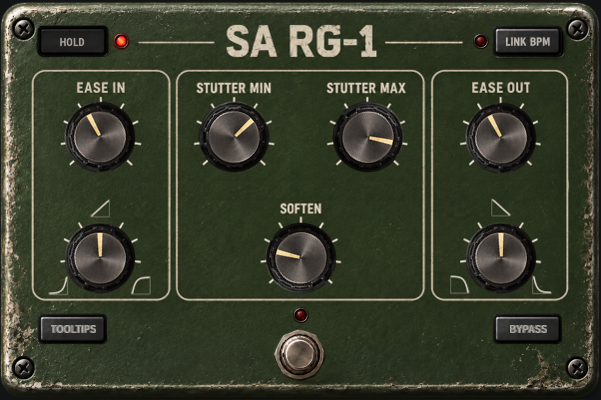 HOLD
SA RG-1
LINK BPM
EASE IN
STUTTER MIN
STUTTER MAX
EASE OUT
SOFTEN
TOOLTIPS
BYPASS